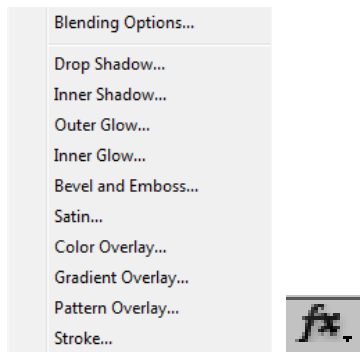 Blending Options...
Drop Shadow...
Inner Shadow...
Outer Glow...
Inner Glow...
Bevel and Emboss...
Satin...
Color Overlay...
Gradient Overlay...
Pattern Overlay...
Stroke...
fx.